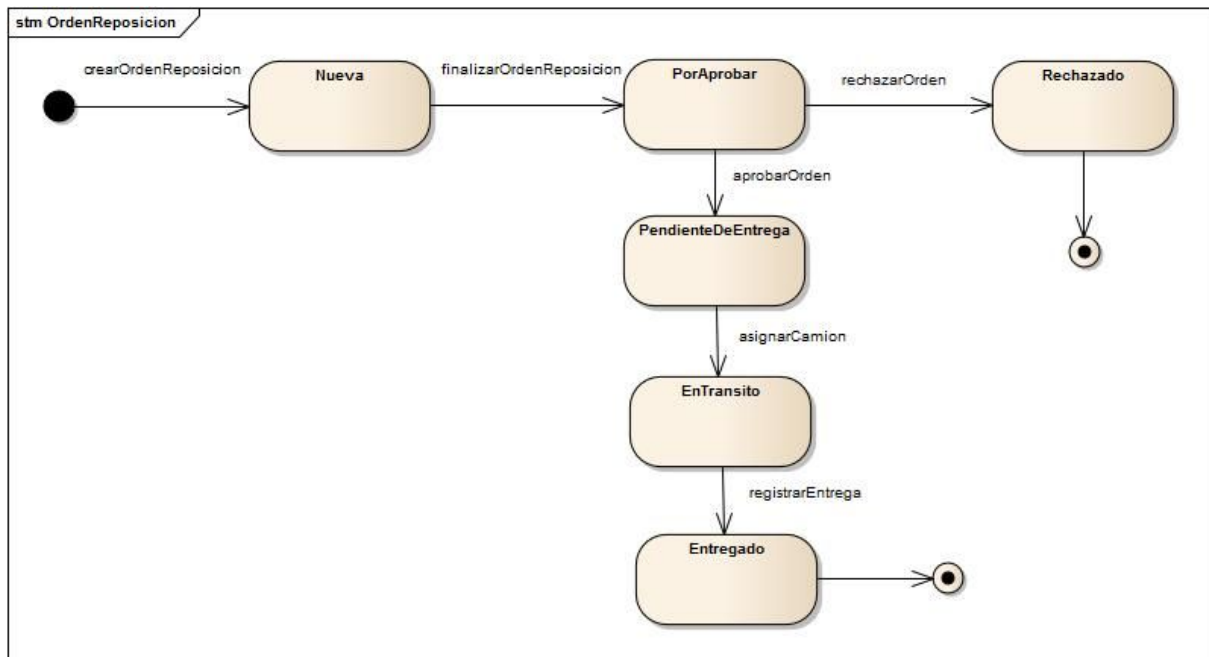 stm OrdenReposicion
crearOrdenReposicion
Nueva
finalizarOrdenReposicion
PorAprobar
rechazarOrden
Rechazado
aprobarOrden
PendienteDeEntrega
asignarCamion
EnTransito
registrarEntrega
Entregado